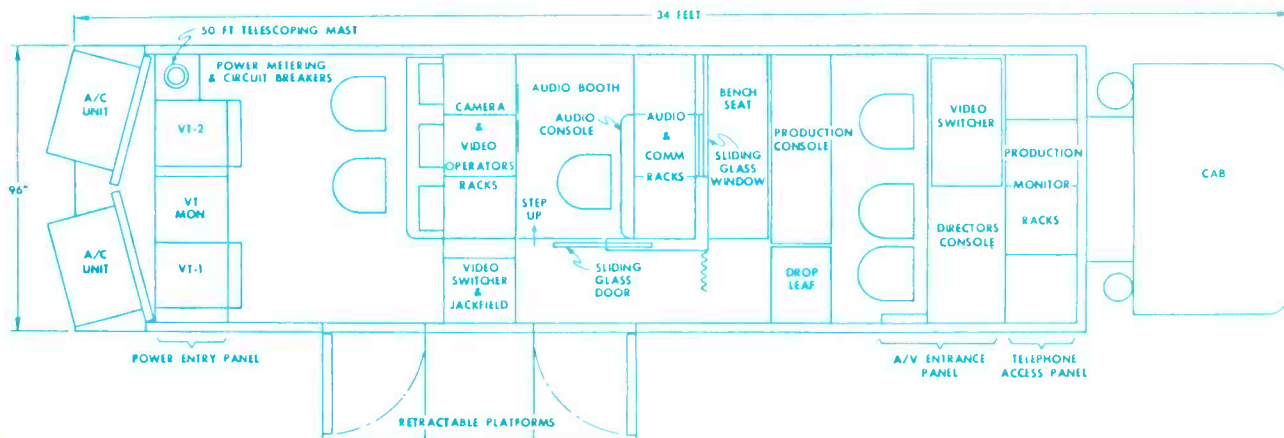 34 FEET
50 FT TELESCOPING MAST
POWER METERING
& CIRCUIT BREAKERS
A/C
UNIT
VT-2
96"
VT
MON
A/C
UNIT
VT-1
CAMERA
&
VIDEO
OPERATORS
RACKS
AUDIO BOOTH
AUDIO
CONSOLE
AUDIO
&
COMM
RACKS
STEP
UP
BENCH
SEAT
SLIDING
GLASS
WINDOW
PRODUCTION
CONSOLE
VIDEO
SWITCHER
PRODUCTION
MONITOR
RACKS
CAB
VIDEO
SWITCHER
&
JACKFIELD
SLIDING
GLASS
DOOR
DROP
LEAF
DIRECTORS
CONSOLE
POWER ENTRY PANEL
RETRACTABLE PLATFORMS
A/V ENTRANCE
PANEL
TELEPHONE
ACCESS PANEL